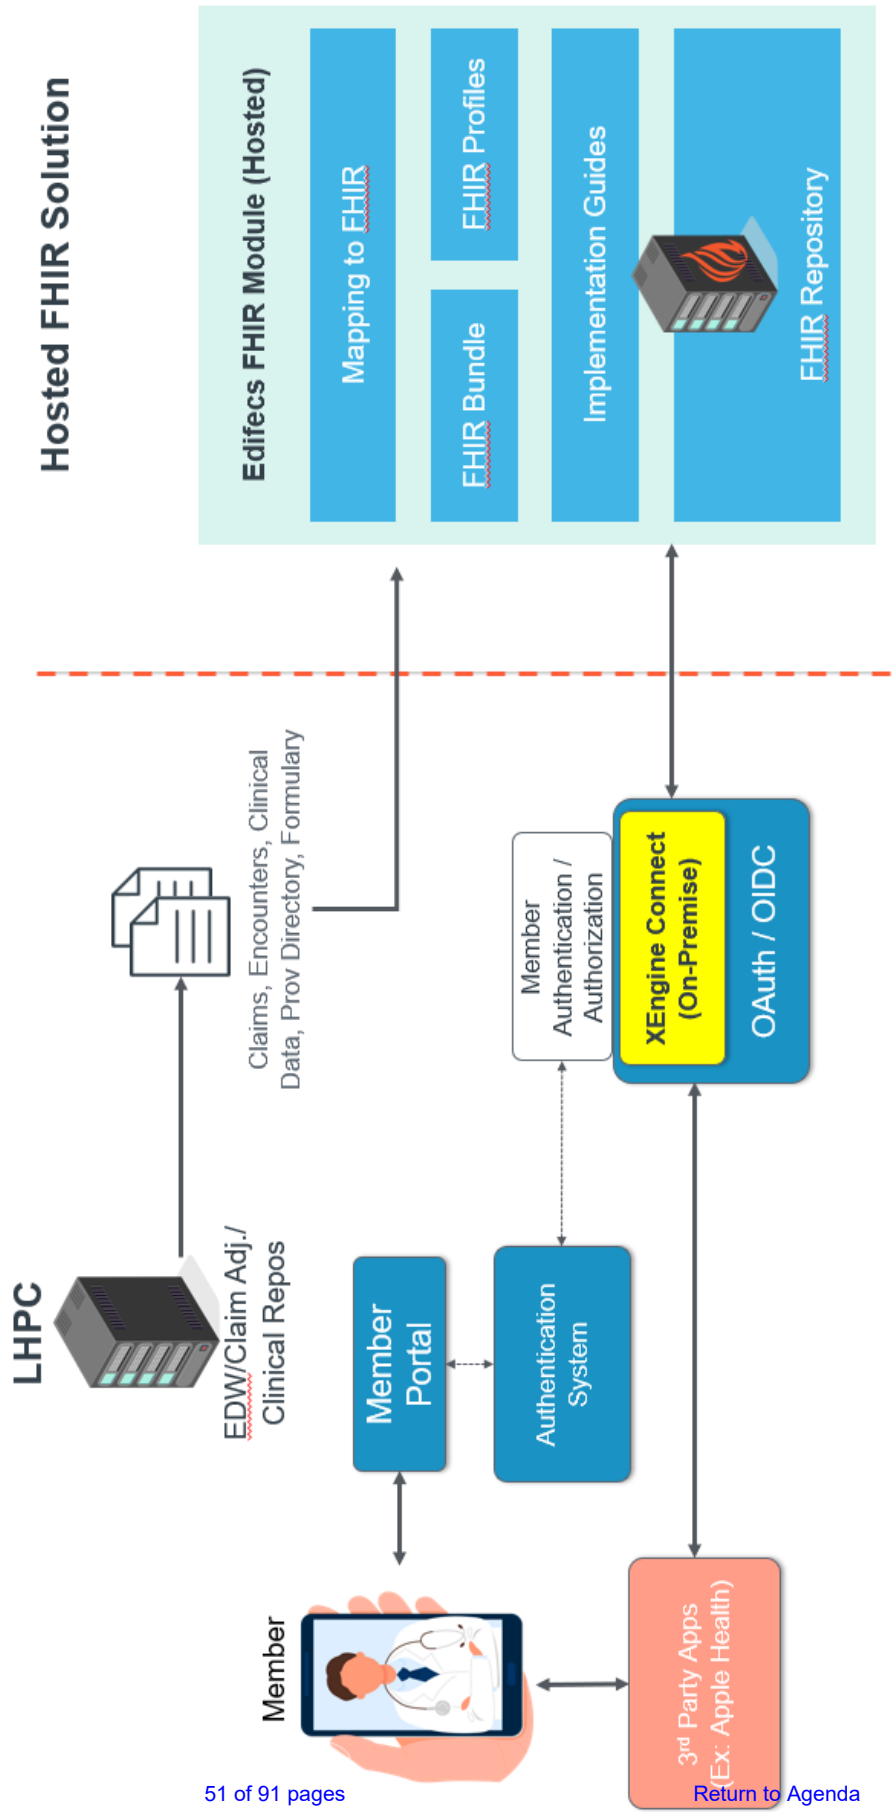 LHPC
Hosted FHIR Solution
EDW/Claim Adj./
Clinical Repos
Claims, Encounters, Clinical
Data, Prov Directory, Formulary
Edifecs FHIR Module (Hosted)
Mapping to FHIR
FHIR Bundle
FHIR Profiles
Implementation Guides
FHIR Repository
Member
Member
Portal
Authentication
System
Member
Authentication /
Authorization
XEngine Connect
(On-Premise)
OAuth / OIDC
3rd Party Apps
(Ex: Apple Health)
51 of 91 pages
Return to Agenda